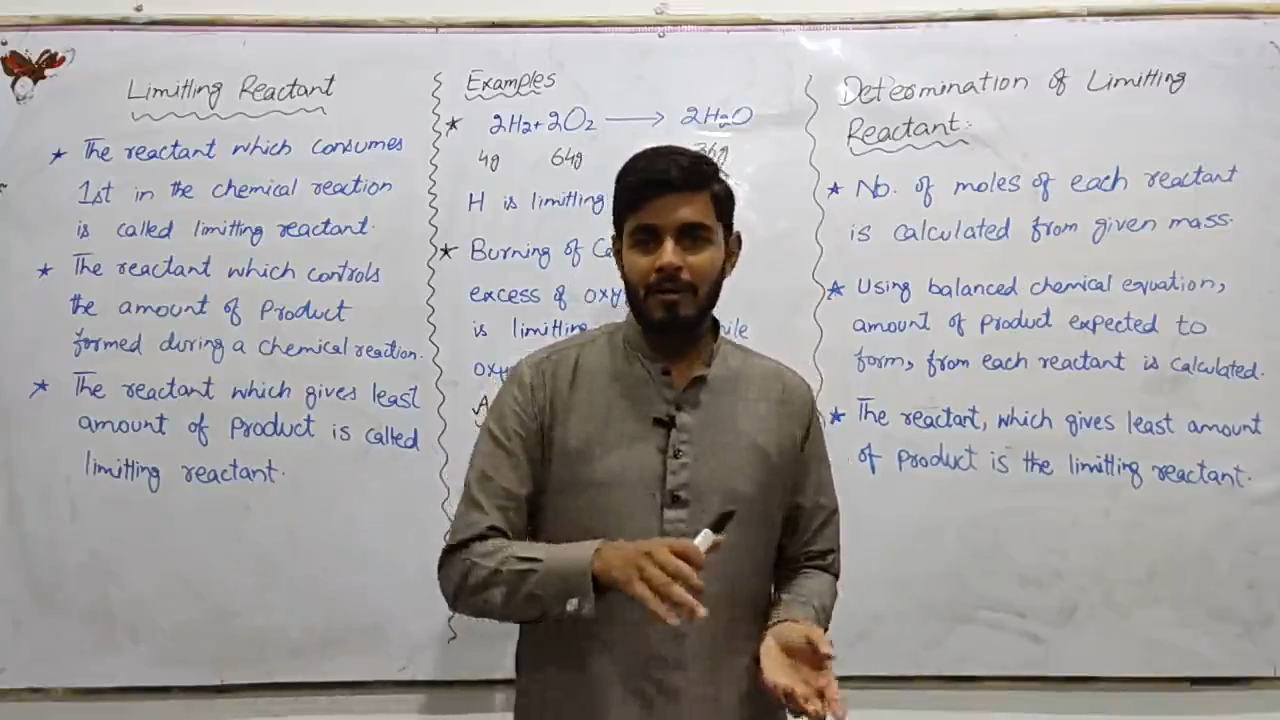 Limitting Reactant
★ The reactant which consumes
1st in the chemical reaction
is called limitting reactant.
★ The reactant which controls
the amount of Product
formed during a chemical reaction.
★ The reactant which gives least
amount of Product is called
limitting reactant.
Examples
★ 2H2+2O2 → 2H2O
4g 64g 36g
H is limitting
★ Burning of
excess of
is limitting
Determination of Limitting
Reactant:
★ No. of moles of each reactant
is calculated from given mass.
★ Using balanced chemical equation,
amount of product expected to
form, from each reactant is calculated.
★ The reactant, which gives least amount
of product is the limitting reactant.